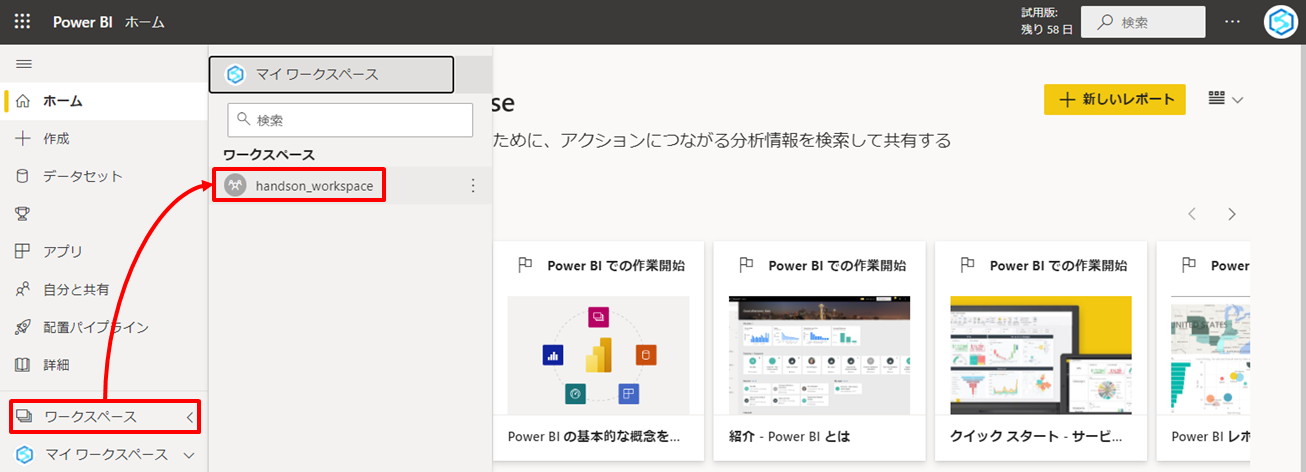 Power BI ホーム
試用版:
残り 58 日
検索
ホーム
作成
データセット
アプリ
自分と共有
配置パイプライン
詳細
ワークスペース
マイ ワークスペース
マイ ワークスペース
検索
ワークスペース
handson_workspace
se
新しいレポート
ために、アクションにつながる分析情報を検索して共有する
Power BI での作業開始
Power BI での作業開始
Power BI での作業開始
Power
UNITED STATES
Power BI の基本的な概念を...
紹介 - Power BI とは
クイック スタート - サービ...
Power BI レポ